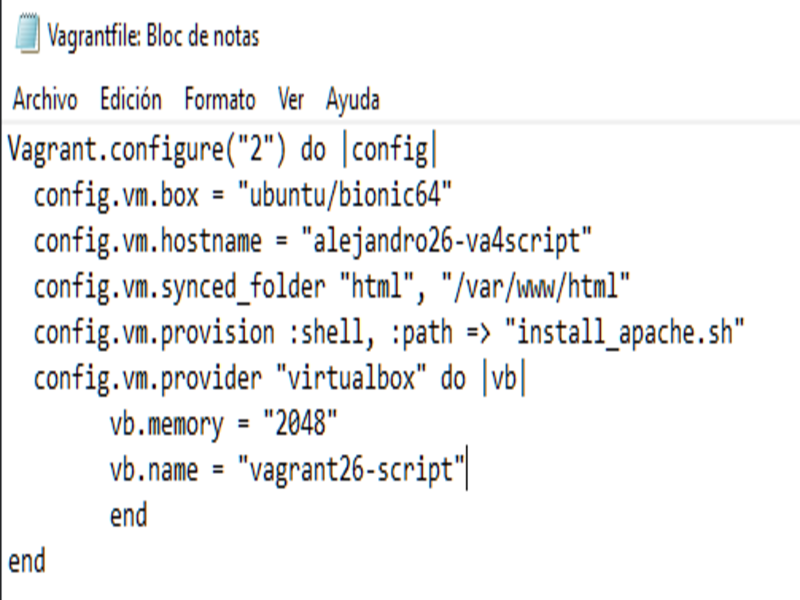 Vagrantfile: Bloc de notas
Archivo Edición Formato Ver Ayuda
Vagrant.configure("2") do |config|
  config.vm.box = "ubuntu/bionic64"
  config.vm.hostname = "alejandro26-va4script"
  config.vm.synced_folder "html", "/var/www/html"
  config.vm.provision :shell, :path => "install_apache.sh"
  config.vm.provider "virtualbox" do |vb|
        vb.memory = "2048"
        vb.name = "vagrant26-script"
        end
end